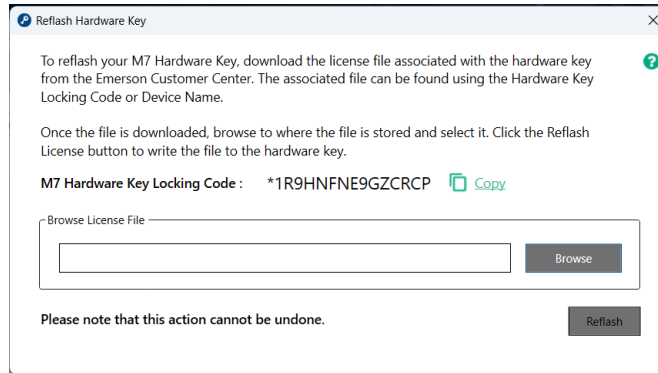 Reflash Hardware Key
To reflash your M7 Hardware Key, download the license file associated with the hardware key
from the Emerson Customer Center. The associated file can be found using the Hardware Key
Locking Code or Device Name.
Once the file is downloaded, browse to where the file is stored and select it. Click the Reflash
License button to write the file to the hardware key.
M7 Hardware Key Locking Code : *1R9HNFNE9GZCRCP Copy
Browse License File
Browse
Please note that this action cannot be undone.
Reflash